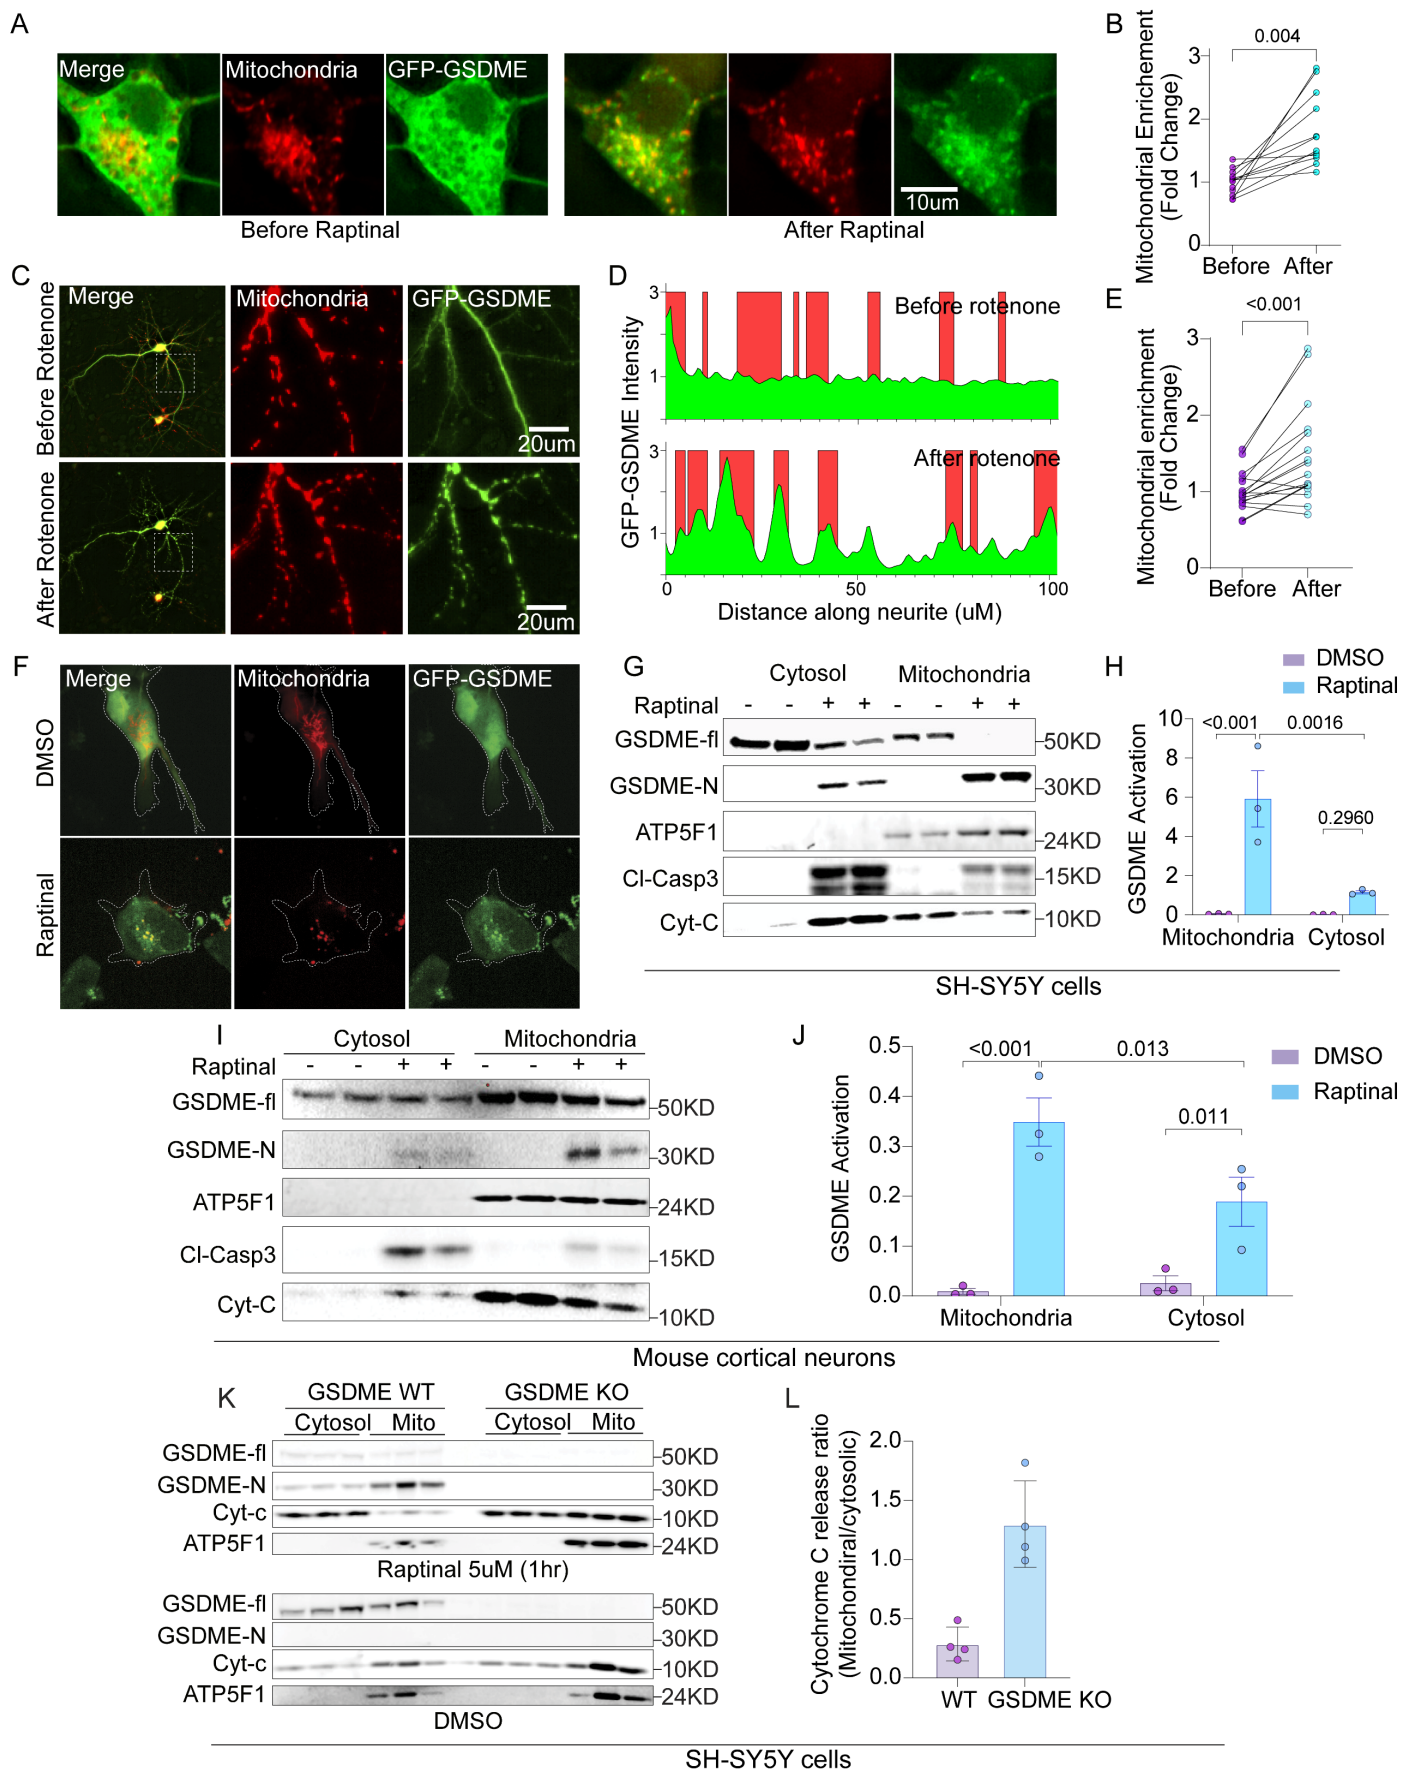 A
Merge
Mitochondria
GFP-GSDME
10um
Before Raptinal
After Raptinal
B
Mitochondrial Enrichement
(Fold Change)
0.004
3
2
1
0
Before
After
C
Before Rotenone
After Rotenone
Merge
Mitochondria
GFP-GSDME
20um
20um
D
GFP-GSDME Intensity
3
1
Before rotenone
3
1
After rotenone
0
50
100
Distance along neurite (uM)
E
Mitochondrial enrichment
(Fold Change)
<0.001
3
2
1
0
Before
After
F
DMSO
Raptinal
Merge
Mitochondria
GFP-GSDME
G
Cytosol
Mitochondria
Raptinal - - + + - - + +
GSDME-fl
50KD
GSDME-N
30KD
ATP5F1
24KD
Cl-Casp3
15KD
Cyt-C
10KD
H
DMSO
Raptinal
GSDME Activation
10
8
6
4
2
0
<0.001
0.0016
0.2960
Mitochondria
Cytosol
SH-SY5Y cells
I
Cytosol
Mitochondria
Raptinal - - + + - - + +
GSDME-fl
50KD
GSDME-N
30KD
ATP5F1
24KD
Cl-Casp3
15KD
Cyt-C
10KD
J
GSDME Activation
0.5
0.4
0.3
0.2
0.1
0.0
<0.001
0.013
0.011
DMSO
Raptinal
Mitochondria
Cytosol
Mouse cortical neurons
K
GSDME WT
GSDME KO
Cytosol
Mito
Cytosol
Mito
GSDME-fl
50KD
GSDME-N
30KD
Cyt-c
10KD
ATP5F1
24KD
Raptinal 5uM (1hr)
GSDME-fl
50KD
GSDME-N
30KD
Cyt-c
10KD
ATP5F1
24KD
DMSO
L
Cytochrome C release ratio
(Mitochondiral/cytosolic)
2.0
1.5
1.0
0.5
0.0
WT
GSDME KO
SH-SY5Y cells